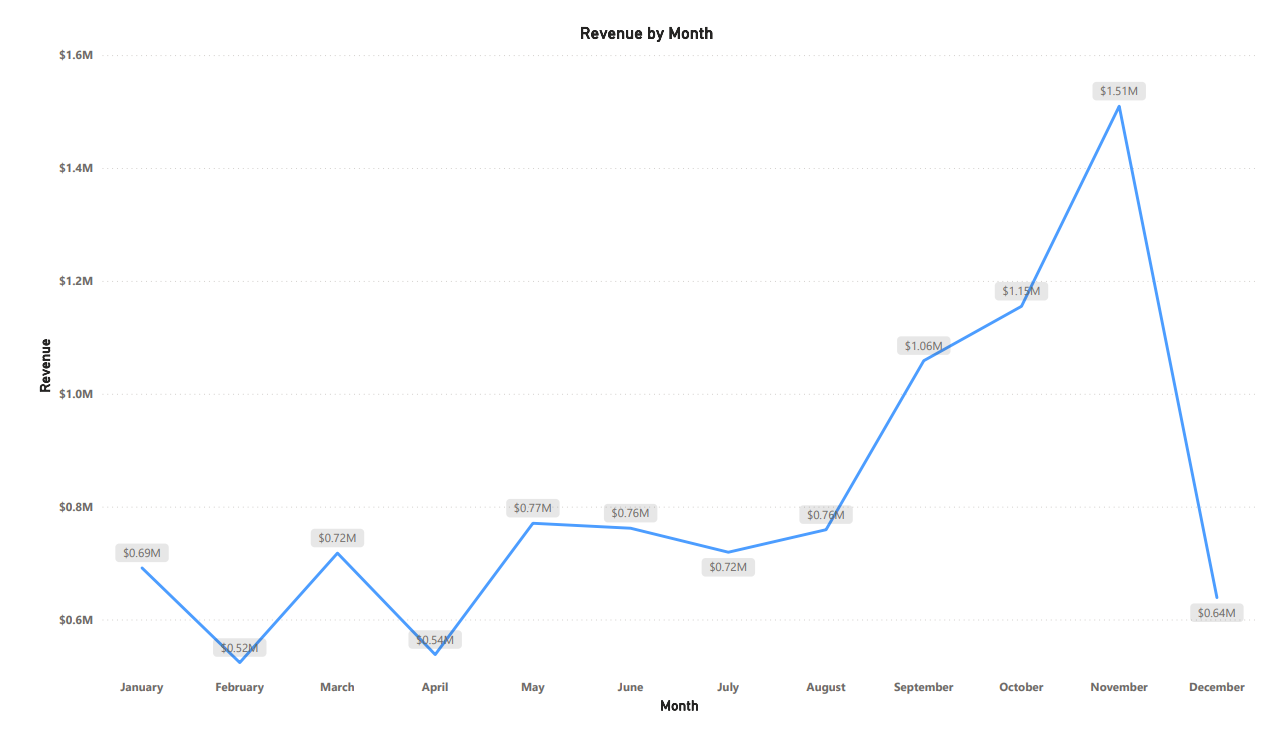 Revenue by Month
$1.6M
$1.51M
$1.4M
$1.2M
$1.15M
$1.06M
Revenue
$1.0M
$0.8M
$0.77M
$0.76M
$0.76M
$0.72M
$0.69M
$0.72M
$0.6M
$0.64M
$0.54M
$0.52M
January February March April May June July August September October November December
Month